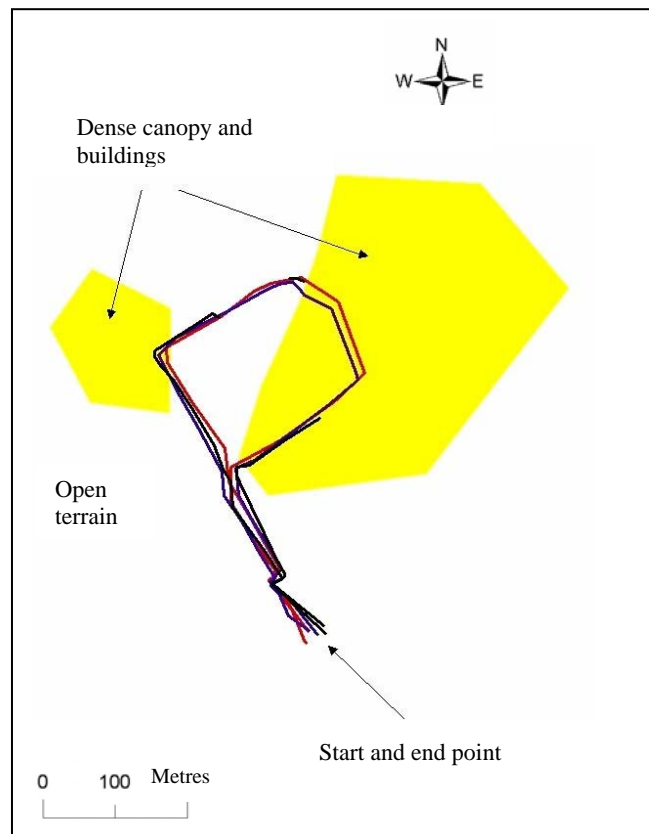 N
W E
Dense canopy and
buildings
Open
terrain
Start and end point
0 100 Metres